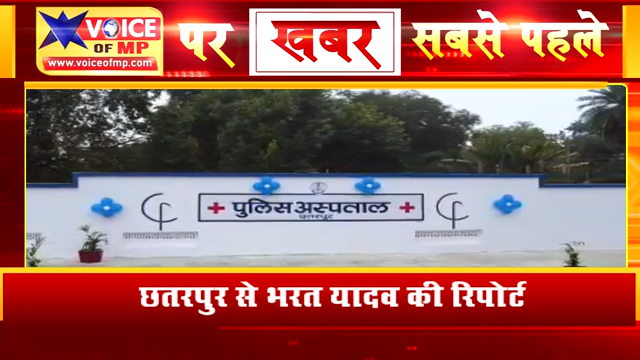 VOICE
OF MP
www.voiceofmp.com
पर खबर सबसे पहले
पुलिस अस्पताल
छतरपुर
छतरपुर से भरत यादव की रिपोर्ट